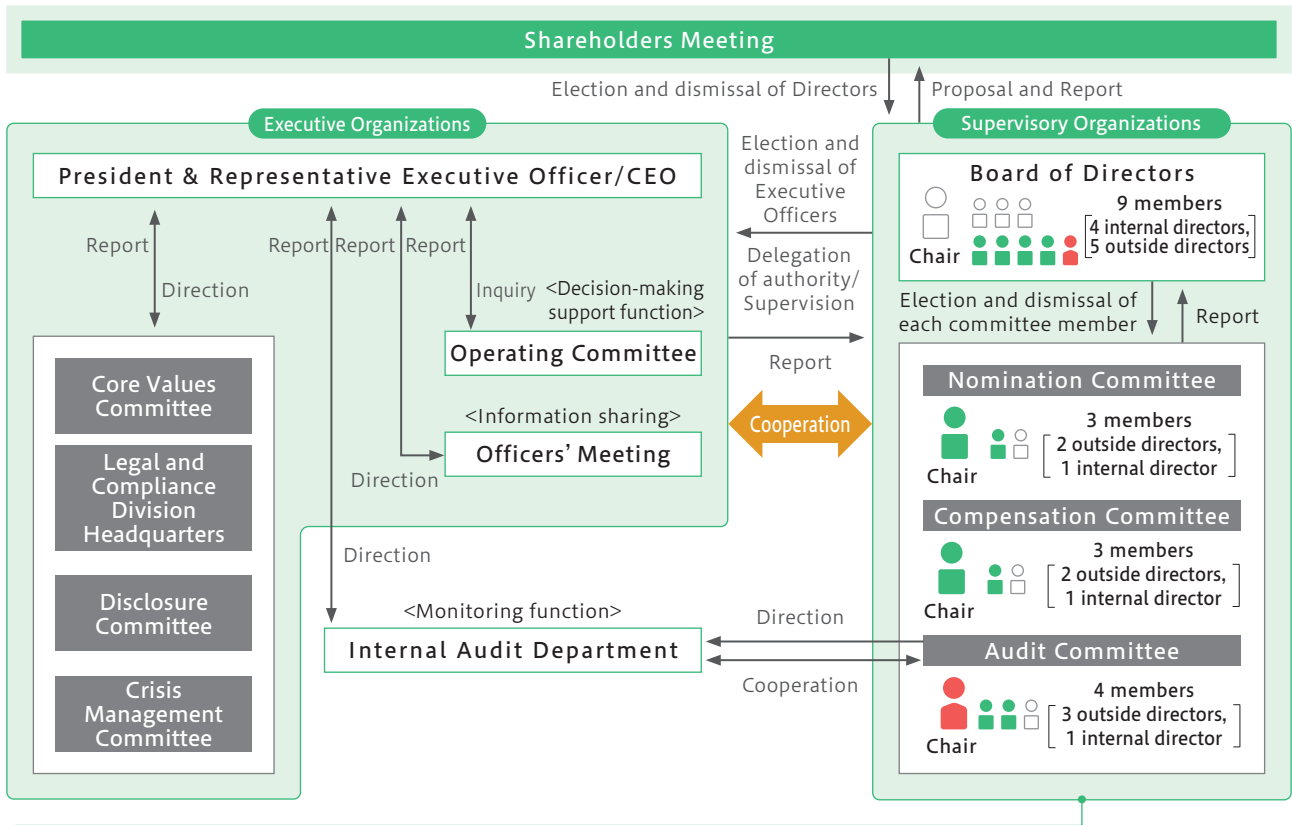 Shareholders Meeting
Election and dismissal of Directors
Proposal and Report
Executive Organizations
President & Representative Executive Officer/CEO
Report
Direction
Report
Report
Report
Inquiry
<Decision-making
support function>
Operating Committee
<Information sharing>
Officers' Meeting
Direction
Direction
Core Values
Committee
Legal and
Compliance
Division
Headquarters
Disclosure
Committee
Crisis
Management
Committee
<Monitoring function>
Internal Audit Department
Election and
dismissal of
Executive
Officers
Delegation
of authority/
Supervision
Report
Cooperation
Direction
Cooperation
Supervisory Organizations
Board of Directors
Chair
9 members
4 internal directors,
5 outside directors
Election and dismissal of
each committee member
Report
Nomination Committee
Chair
3 members
2 outside directors,
1 internal director
Compensation Committee
Chair
3 members
2 outside directors,
1 internal director
Audit Committee
Chair
4 members
3 outside directors,
1 internal director